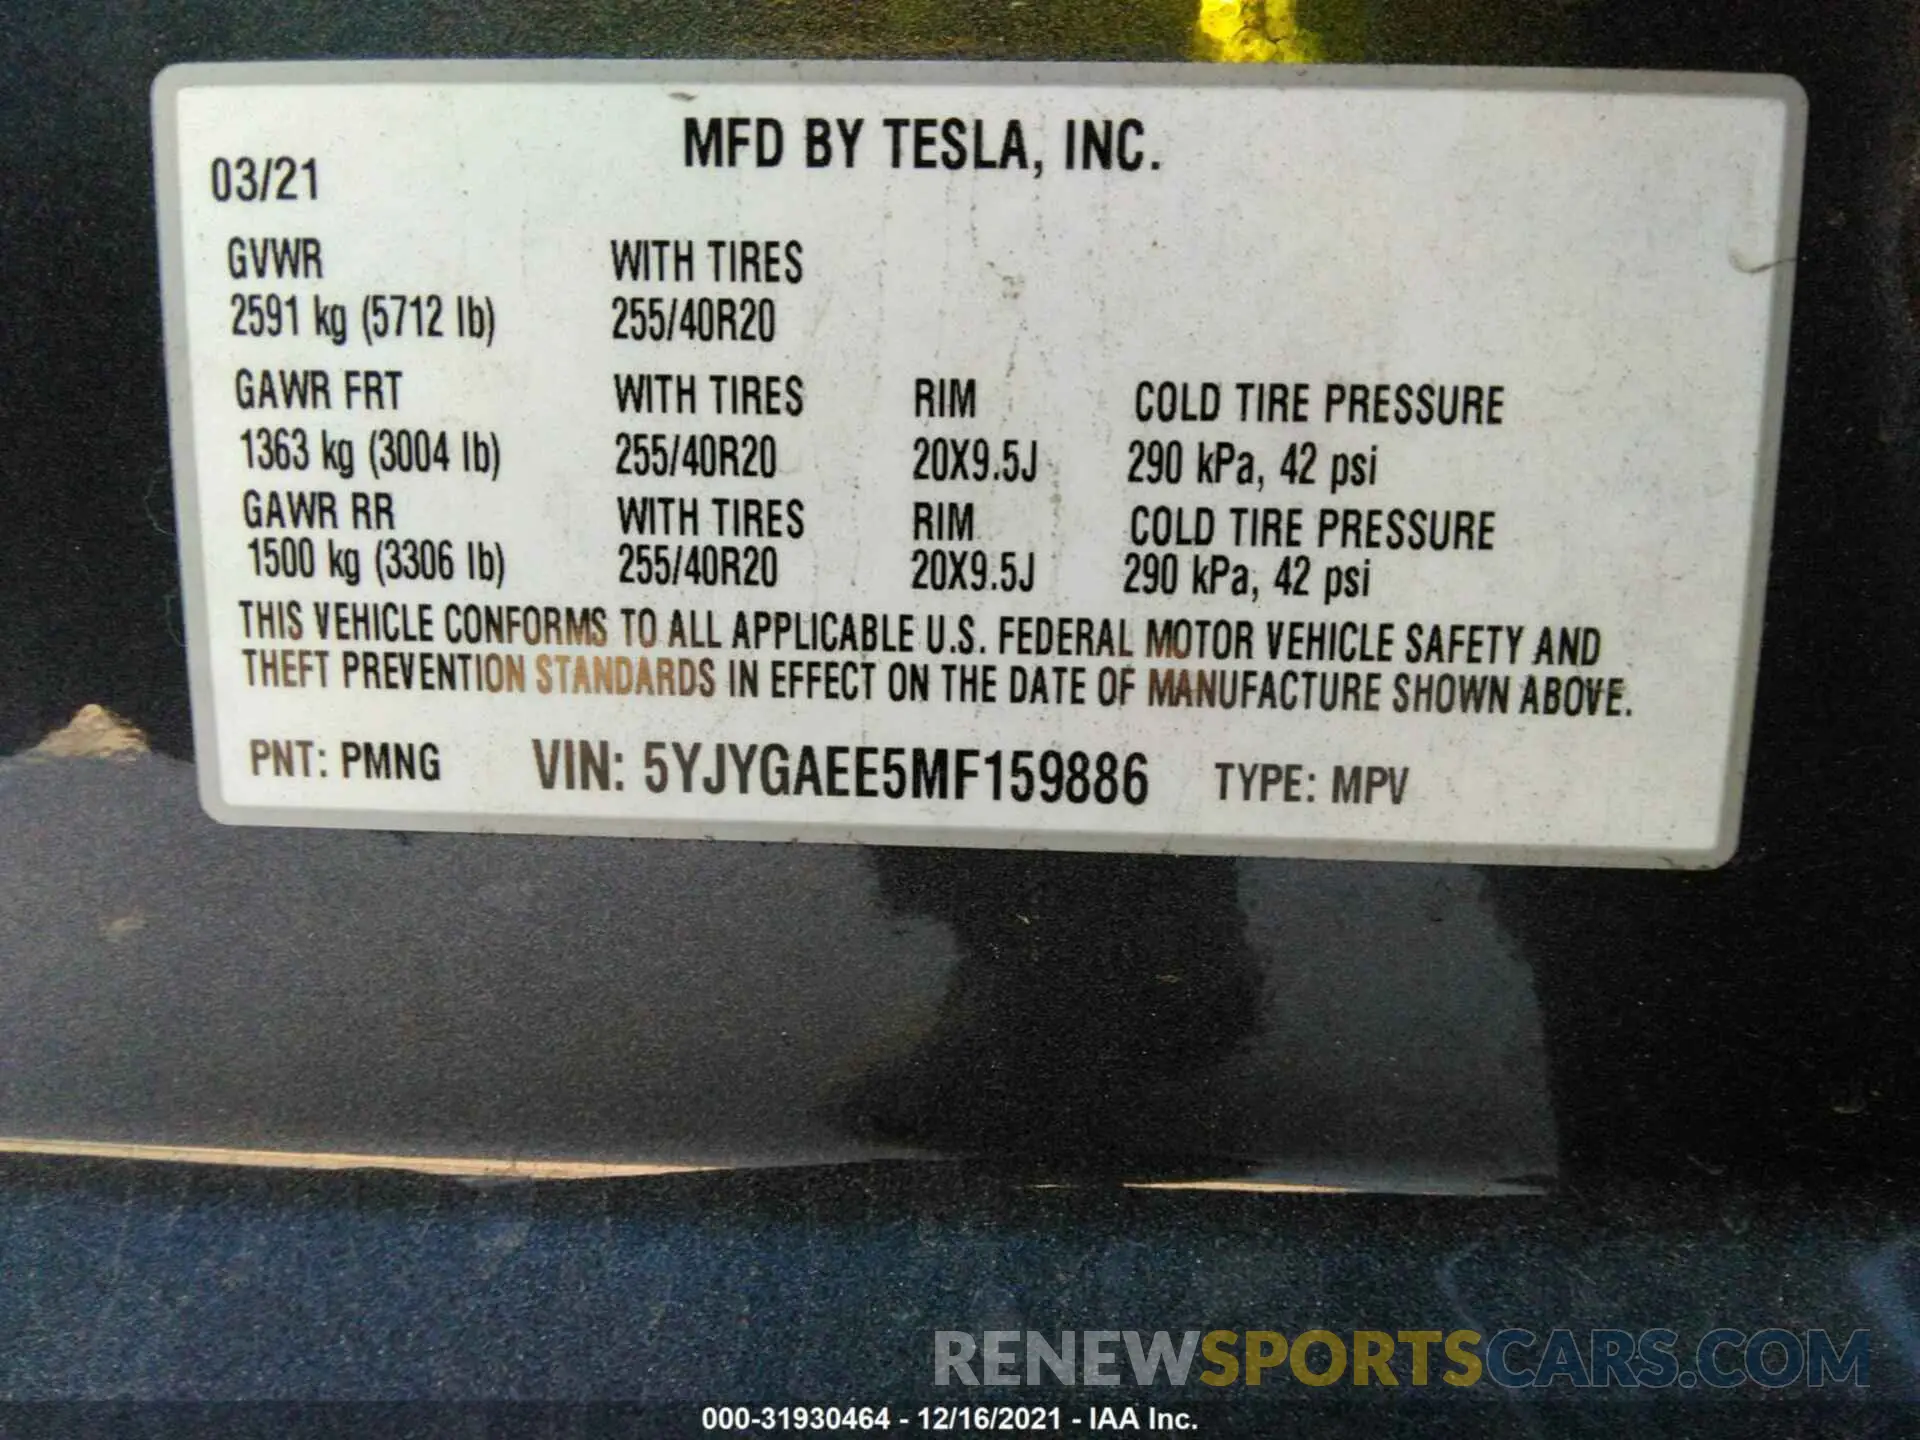 MFD BY TESLA, INC.
03/21
GVWR WITH TIRES
2591 kg (5712 lb) 255/40R20
GAWR FRT WITH TIRES RIM COLD TIRE PRESSURE
1363 kg (3004 lb) 255/40R20 20X9.5J 290 kPa, 42 psi
GAWR RR WITH TIRES RIM COLD TIRE PRESSURE
1500 kg (3306 lb) 255/40R20 20X9.5J 290 kPa, 42 psi
THIS VEHICLE CONFORMS TO ALL APPLICABLE U.S. FEDERAL MOTOR VEHICLE SAFETY AND
THEFT PREVENTION STANDARDS IN EFFECT ON THE DATE OF MANUFACTURE SHOWN ABOVE.
PNT: PMNG VIN: 5YJYGAEE5MF159886 TYPE: MPV
RENEWSPORTSCARS.COM
000-31930464 - 12/16/2021 - IAA Inc.